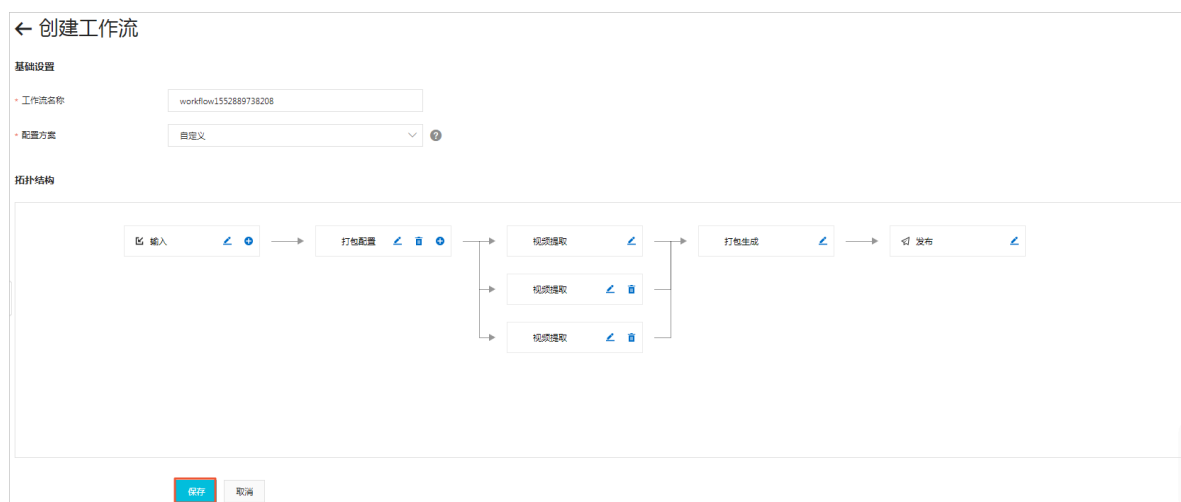 创建工作流
基础设置
* 工作流名称 workflow1552889738208
* 配置方案 自定义 ?
拓扑结构
输入 打包配置 视频提取 打包生成 发布
视频提取
视频提取
保存 取消